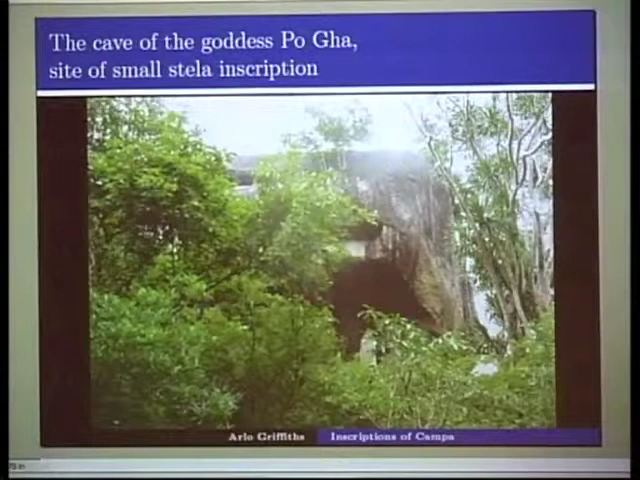 The cave of the goddess Po Gha,
site of small stela inscription
Arlo Griffiths
Inscriptions of Campa